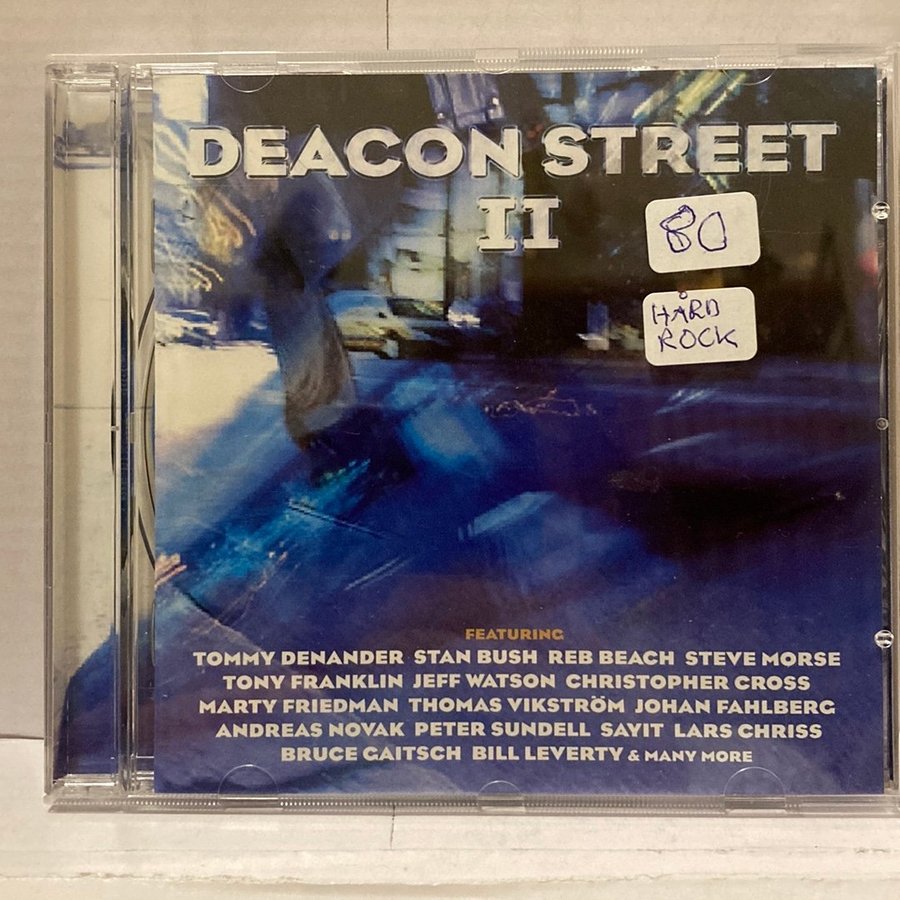 DEACON STREET
II
80
HÅRD
ROCK
FEATURING
TOMMY DENANDER STAN BUSH REB BEACH STEVE MORSE
TONY FRANKLIN JEFF WATSON CHRISTOPHER CROSS
MARTY FRIEDMAN THOMAS VIKSTRÖM JOHAN FAHLBERG
ANDREAS NOVAK PETER SUNDELL SAYIT LARS CHRISS
BRUCE GAITSCH BILL LEVERTY & MANY MORE